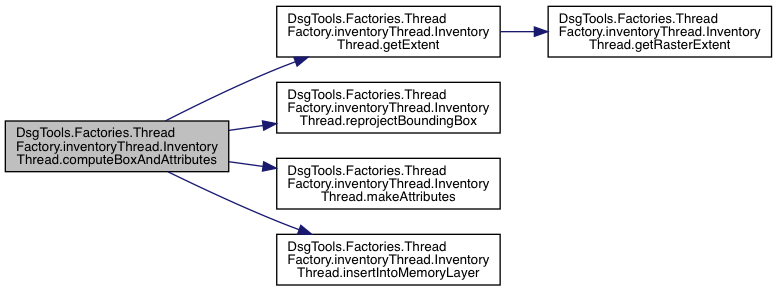 DsgTools.Factories.Thread
Factory.inventoryThread.Inventory
Thread.computeBoxAndAttributes
DsgTools.Factories.Thread
Factory.inventoryThread.Inventory
Thread.getExtent
DsgTools.Factories.Thread
Factory.inventoryThread.Inventory
Thread.getRasterExtent
DsgTools.Factories.Thread
Factory.inventoryThread.Inventory
Thread.reprojectBoundingBox
DsgTools.Factories.Thread
Factory.inventoryThread.Inventory
Thread.makeAttributes
DsgTools.Factories.Thread
Factory.inventoryThread.Inventory
Thread.insertIntoMemoryLayer